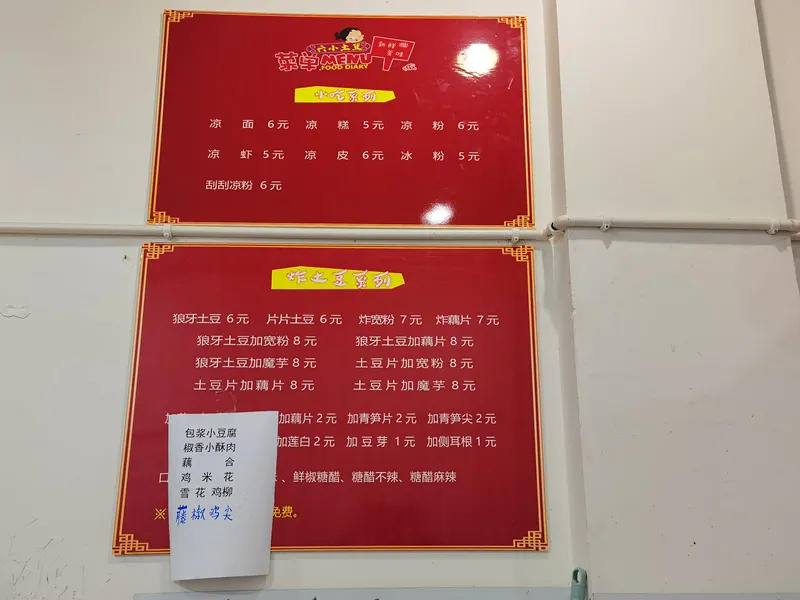 六小土豆
新鲜
美味
菜单MENU
FOOD DIARY
小吃系列
凉 面 6元 凉 糕 5元 凉 粉 6元
凉 虾 5元 凉 皮 6元 冰 粉 5元
刮刮凉粉 6元
炸土豆系列
狼牙土豆 6元 片片土豆 6元 炸宽粉 7元 炸藕片 7元
狼牙土豆加宽粉 8元 狼牙土豆加藕片 8元
狼牙土豆加魔芋 8元 土豆片加宽粉 8元
土豆片加藕片 8元 土豆片加魔芋 8元
加藕片2元 加青笋片2元 加青笋尖2元
加莲白2元 加豆芽 1元 加侧耳根1元
口 、鲜椒糖醋、糖醋不辣、糖醋麻辣
※ 免费。
包浆小豆腐
椒香小酥肉
藕 合
鸡 米 花
雪花鸡柳
藤椒鸡尖